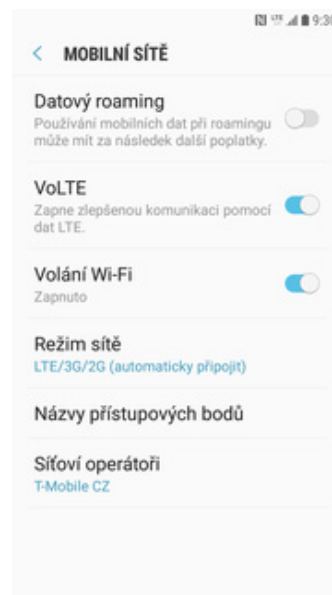 LTE 9:30
MOBILNÍ SÍTĚ
Datový roaming
Používání mobilních dat při roamingu
může mít za následek další poplatky.
VoLTE
Zapne zlepšenou komunikaci pomocí
dat LTE.
Volání Wi-Fi
Zapnuto
Režim sítě
LTE/3G/2G (automaticky připojit)
Názvy přístupových bodů
Síťoví operátoři
T-Mobile CZ